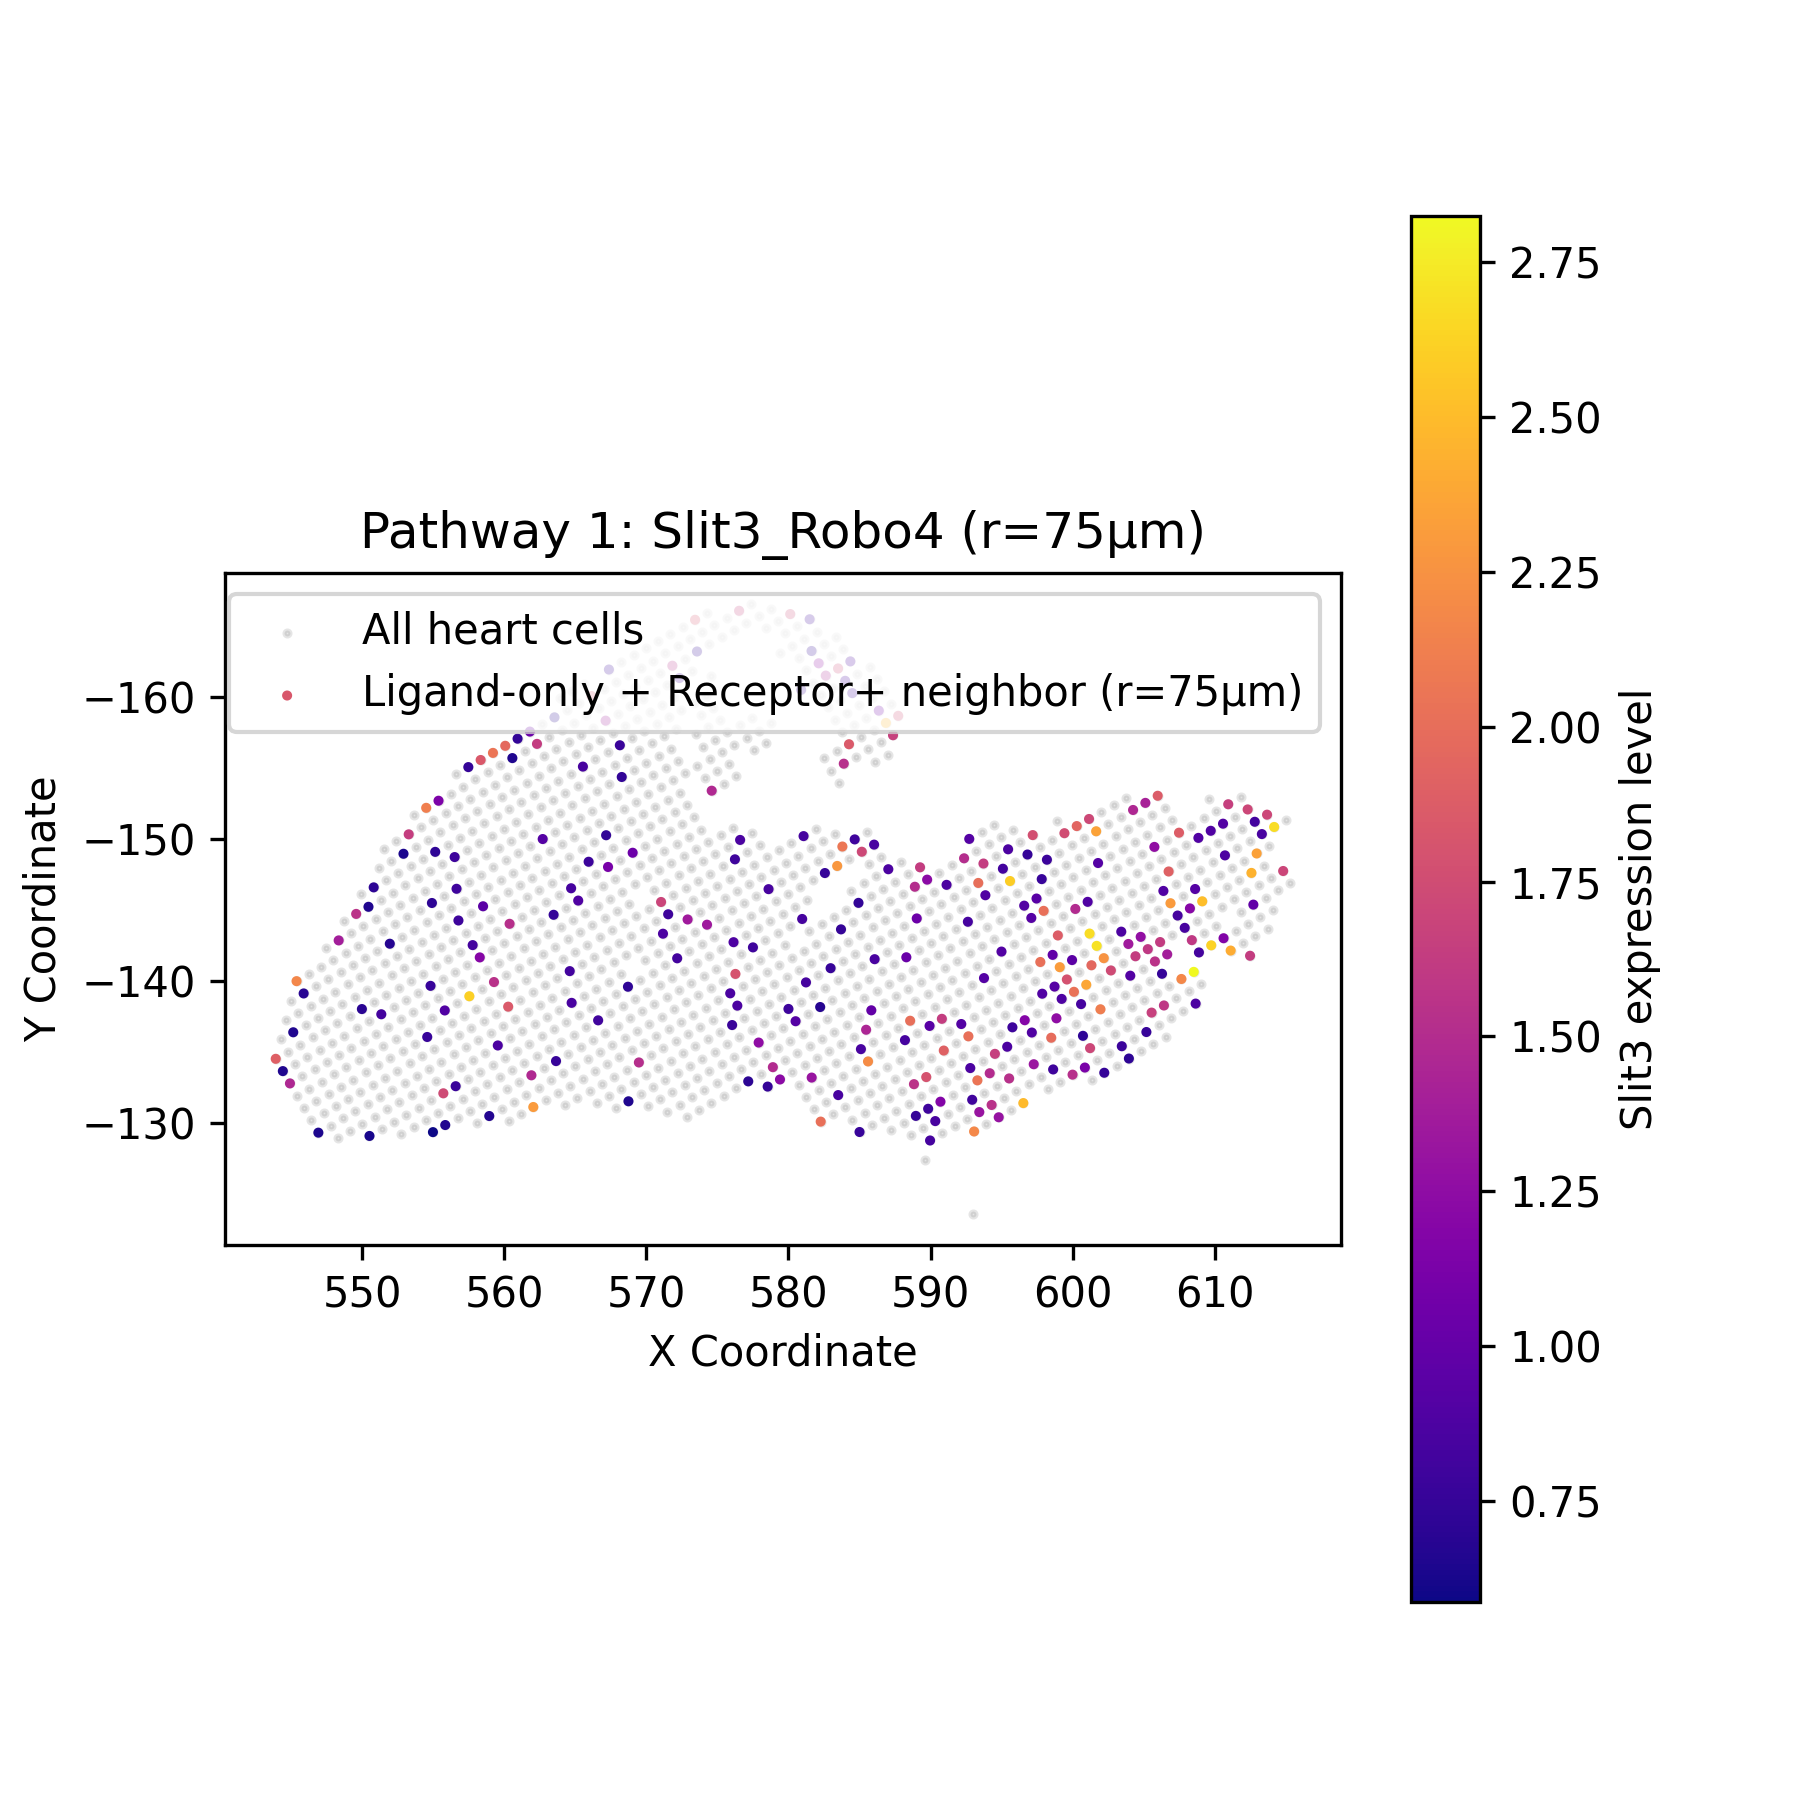 Pathway 1: Slit3_Robo4 (r=75μm)
All heart cells
Ligand-only + Receptor+ neighbor (r=75μm)
−160
−150
−140
−130
Y Coordinate
550 560 570 580 590 600 610
X Coordinate
2.75
2.50
2.25
2.00
1.75
1.50
1.25
1.00
0.75
Slit3 expression level